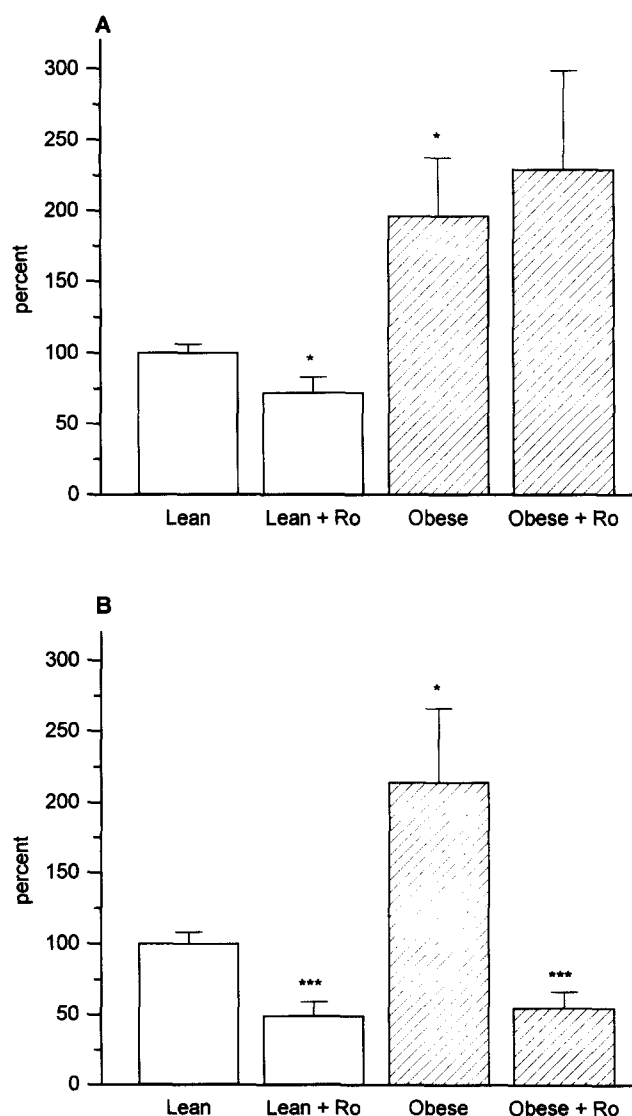 A
300
250
200
150
100
50
0
percent
*
*
Lean
Lean + Ro
Obese
Obese + Ro
B
300
250
200
150
100
50
0
percent
***
*
***
Lean
Lean + Ro
Obese
Obese + Ro